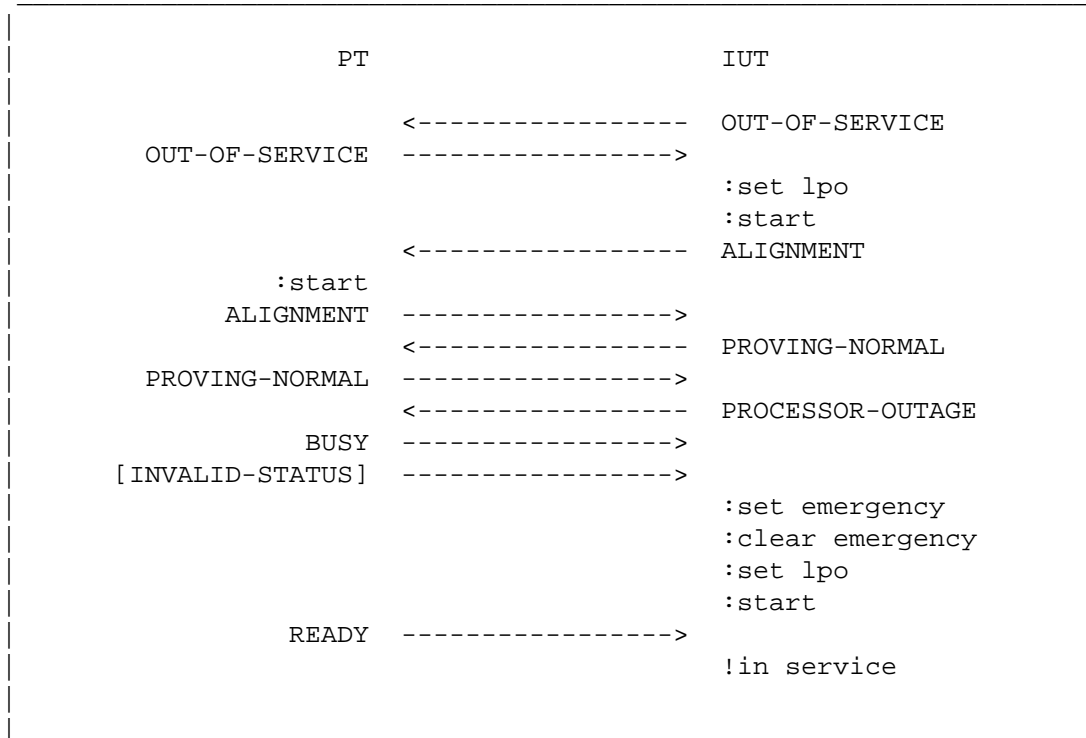 PT IUT
<----------------- OUT-OF-SERVICE
OUT-OF-SERVICE ----------------->
:set lpo
:start
<----------------- ALIGNMENT
:start
ALIGNMENT ----------------->
<----------------- PROVING-NORMAL
PROVING-NORMAL ----------------->
<----------------- PROCESSOR-OUTAGE
BUSY ----------------->
[INVALID-STATUS] ----------------->
:set emergency
:clear emergency
:set lpo
:start
READY ----------------->
!in service